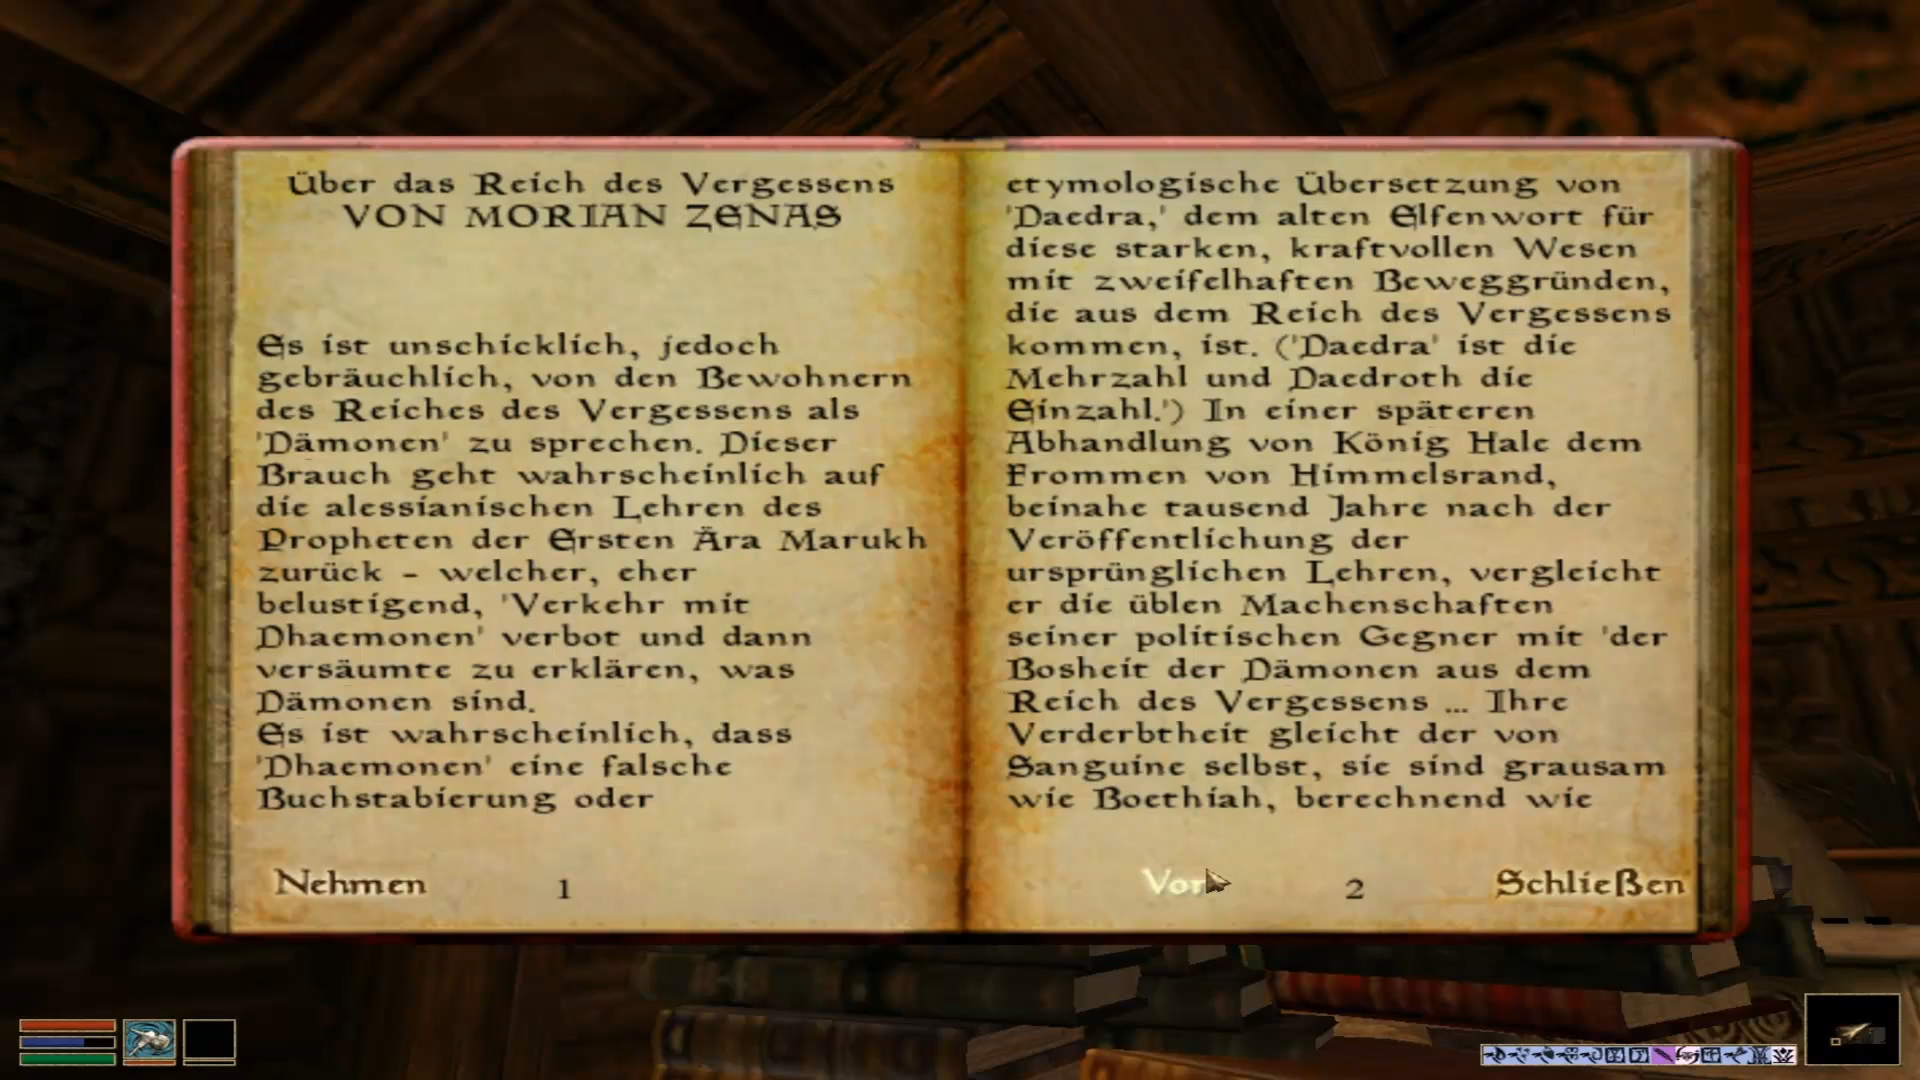 Über das Reich des Vergessens
VON MORIAN ZENAS
Es ist unschicklich, jedoch
gebräuchlich, von den Bewohnern
des Reiches des Vergessens als
'Dämonen' zu sprechen. Dieser
Brauch geht wahrscheinlich auf
die alessianischen Lehren des
Propheten der Ersten Ära Marukh
zurück - welcher, eher
belustigend, 'Verkehr mit
Dhaemonen' verbot und dann
versäumte zu erklären, was
Dämonen sind.
Es ist wahrscheinlich, dass
'Dhaemonen' eine falsche
Buchstabierung oder
etymologische Übersetzung von
'Daedra,' dem alten Elfenwort für
diese starken, kraftvollen Wesen
mit zweifelhaften Beweggründen,
die aus dem Reich des Vergessens
kommen, ist. ('Daedra' ist die
Mehrzahl und Daedroth die
Einzahl.') In einer späteren
Abhandlung von König Hale dem
Frommen von Himmelsrand,
beinahe tausend Jahre nach der
Veröffentlichung der
ursprünglichen Lehren, vergleicht
er die üblen Machenschaften
seiner politischen Gegner mit 'der
Bosheit der Dämonen aus dem
Reich des Vergessens ... Ihre
Verderbtheit gleicht der von
Sanguine selbst, sie sind grausam
wie Boethiah, berechnend wie
Nehmen 1 Vor 2 Schließen